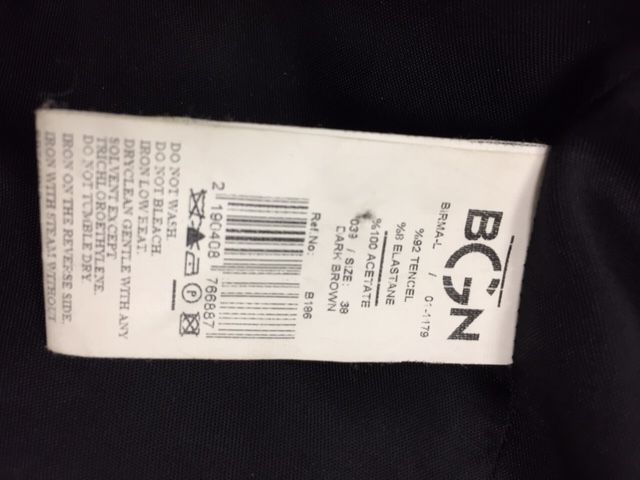 BGN
BIRMA-L / 01-1179
%92 TENCEL
%8 ELASTANE
%100 ACETATE
039 / SIZE: 38
DARK BROWN
Ref.No: B186
2 190408 766887
DO NOT WASH.
DO NOT BLEACH.
IRON LOW HEAT.
DRYCLEAN GENTLE WITH ANY
SOLVENT EXCEPT
TRICHLOROETHYLENE.
DO NOT TUMBLE DRY.
IRON ON THE REVERSE SIDE.
IRON WITH STEAM WITHOUT